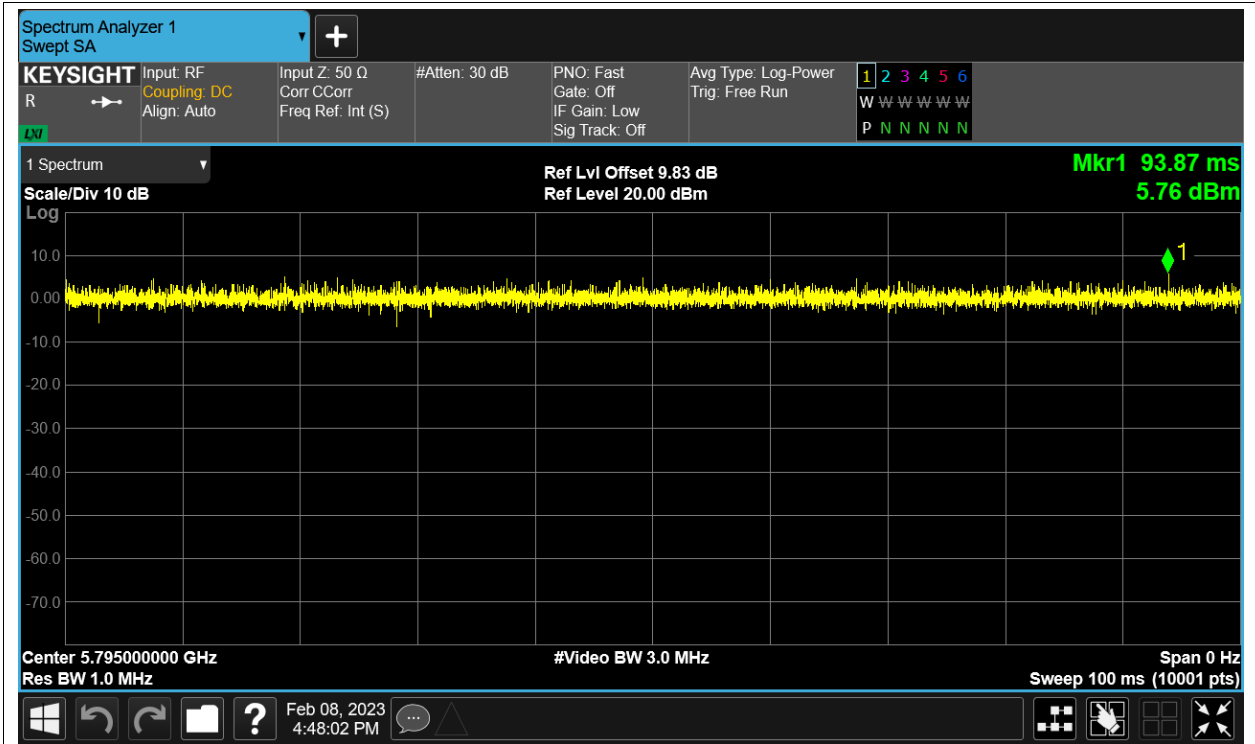 Spectrum Analyzer 1
Swept SA
KEYSIGHT
R
LXI
Input: RF
Coupling: DC
Align: Auto
Input Z: 50 Ω
Corr CCorr
Freq Ref: Int (S)
#Atten: 30 dB
PNO: Fast
Gate: Off
IF Gain: Low
Sig Track: Off
Avg Type: Log-Power
Trig: Free Run
1 2 3 4 5 6
W W W W W W
P N N N N N
1 Spectrum
Scale/Div 10 dB
Ref Lvl Offset 9.83 dB
Ref Level 20.00 dBm
Mkr1 93.87 ms
5.76 dBm
Log
10.0
0.00
-10.0
-20.0
-30.0
-40.0
-50.0
-60.0
-70.0
1
Center 5.795000000 GHz
Res BW 1.0 MHz
#Video BW 3.0 MHz
Span 0 Hz
Sweep 100 ms (10001 pts)
?
Feb 08, 2023
4:48:02 PM